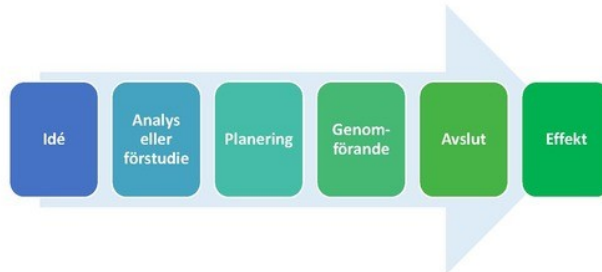 Idé
Analys
eller
förstudie
Planering
Genom-
förande
Avslut
Effekt